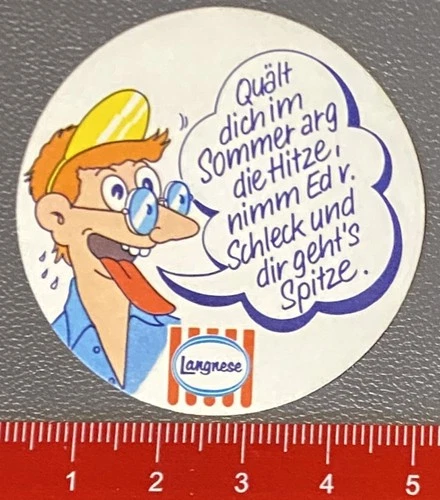 Quält
dich im
Sommer arg
die Hitze,
nimm Ed v.
Schleck und
dir geht's
Spitze.
Langnese
1 2 3 4 5